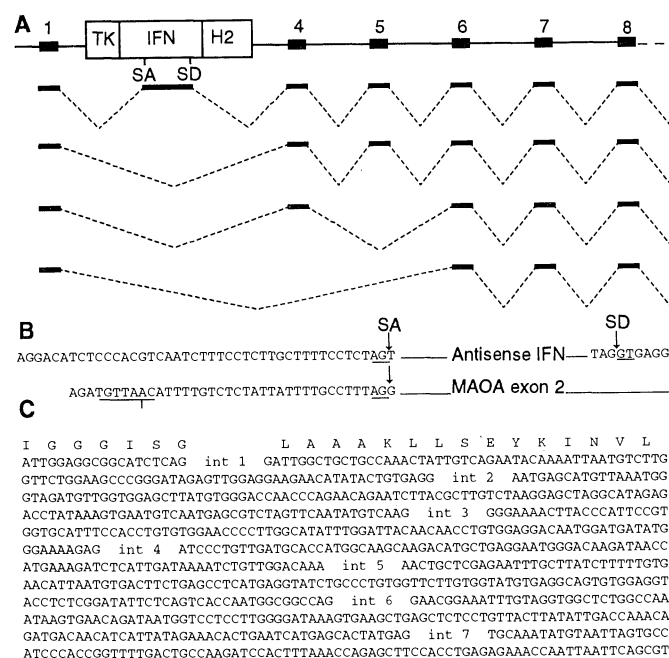 A
1 TK IFN H2 4 5 6 7 8
SA SD
B
SA SD
AGGACATCTCCCACGTCAATCTTTCCTCTTGCTTTTCCTCTAGT Antisense IFN TAGGTGAGG
AGATGTTAACATTTTGTCTCTATTATTTTGCCTTTAGG MAOA exon 2
C
I G G G I S G L A A A K L L S E Y K I N V L
ATTGGAGGCGGCATCTCAG int 1 GATTGGCTGCTGCCAAACTATTGTCAGAATACAAAATTAATGTCTTG
GTTCTGGAAGCCCGGGATAGAGTTGGAGGAAGAACATATACTGTGAGG int 2 AATGAGCATGTTAAATGG
GTAGATGTTGGTGGAGCTTATGTGGGACCAACCCAGAACAGAATCTTACGCTTGTCTAAGGAGCTAGGCATAGAG
ACCTATAAAGTGAATGTCAATGAGCGTCTAGTTCAATATGTCAAG int 3 GGGAAAACTTACCCATTCCGT
GGTGCATTTCCACCTGTGTGGAACCCCTTGGCATATTTGGATTACAACAACCTGTGGAGGACAATGGATGATATG
GGAAAAGAG int 4 ATCCCTGTTGATGCACCATGGCAAGCAAGACATGCTGAGGAATGGGACAAGATAACC
ATGAAAGATCTCATTGATAAAATCTGTTGGACAAA int 5 AACTGCTCGAGAATTTGCTTATCTTTTTGTG
AACATTAATGTGACTTCTGAGCCTCATGAGGTATCTGCCCTGTGGTTCTTGTGGTATGTGAGGCAGTGTGGAGGT
ACCTCTCGGATATTCTCAGTCACCAATGGCGGCCAG int 6 GAACGGAAATTTGTAGGTGGCTCTGGCCAA
ATAAGTGAACAGATAATGGTCCTCCTTGGGGATAAAGTGAAGCTGAGCTCTCCTGTTACTTATATTGACCAAACA
GATGACAACATCATTATAGAAACACTGAATCATGAGCACTATGAG int 7 TGCAAATATGTAATTAGTGCC
ATCCCACCGGTTTTGACTGCCAAGATCCACTTTAAACCAGAGCTTCCACCTGAGAGAAACCAATTAATTCAGCGT